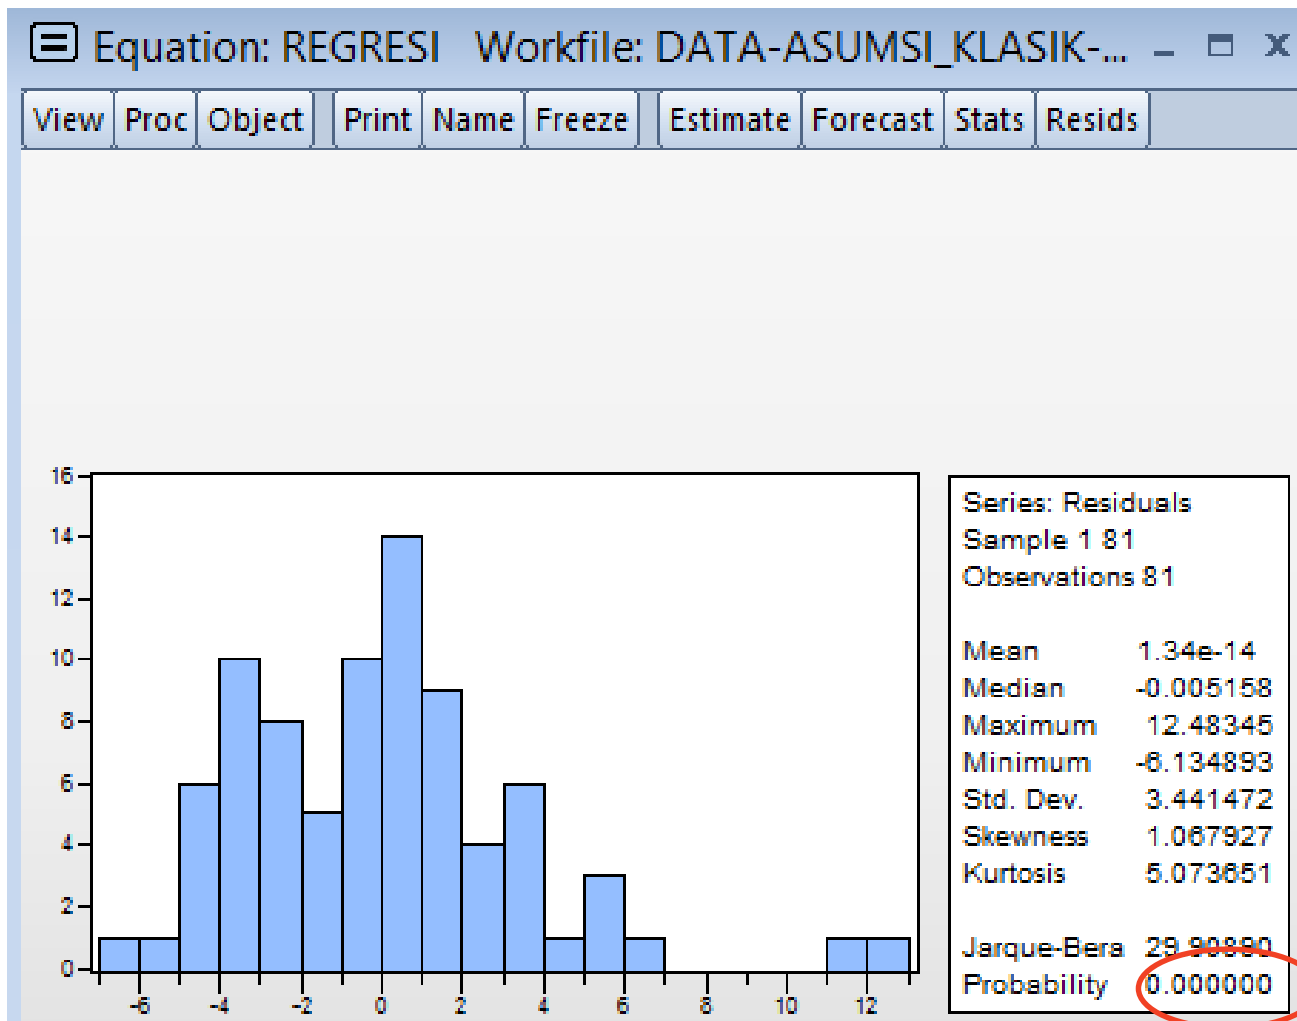 Equation: REGRESI Workfile: DATA-ASUMSI_KLASIK-...
View Proc Object Print Name Freeze Estimate Forecast Stats Resids
16
14
12
10
8
6
4
2
0
-6 -4 -2 0 2 4 6 8 10 12
Series: Residuals
Sample 1 81
Observations 81
Mean 1.34e-14
Median -0.005158
Maximum 12.48345
Minimum -6.134893
Std. Dev. 3.441472
Skewness 1.067927
Kurtosis 5.073651
Jarque-Bera 29.90890
Probability 0.000000